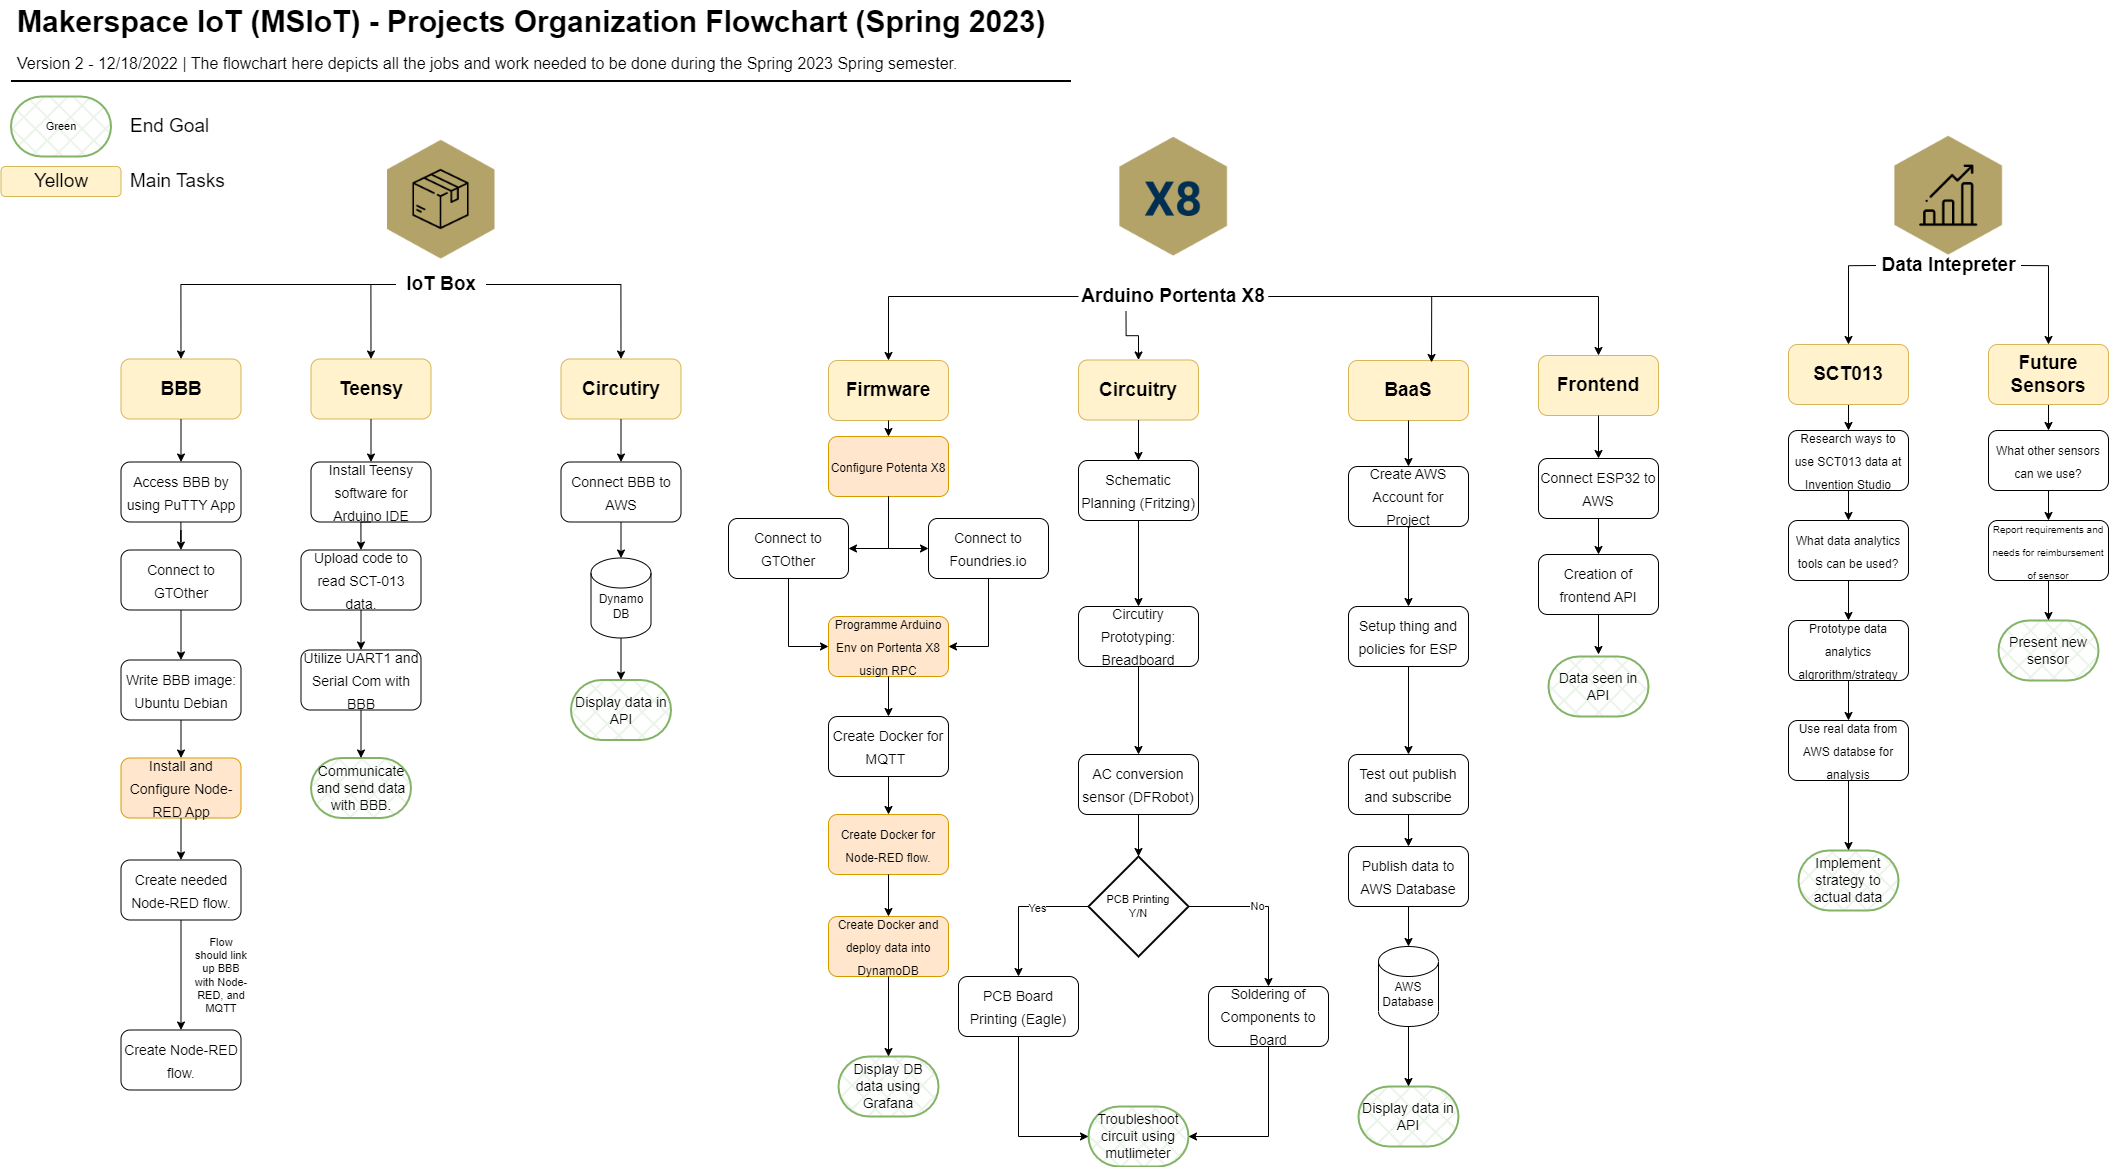 Makerspace IoT (MSIoT) - Projects Organization Flowchart (Spring 2023)
Version 2 - 12/18/2022 | The flowchart here depicts all the jobs and work needed to be done during the Spring 2023 Spring semester.
Green
End Goal
Yellow
Main Tasks
IoT Box
BBB
Access BBB by
using PuTTY App
Connect to
GTOther
Write BBB image:
Ubuntu Debian
Install and
Configure Node-
RED App
Create needed
Node-RED flow.
Flow
should link
up BBB
with Node-
RED, and
MQTT
Create Node-RED
flow.
Teensy
Install Teensy
software for
Arduino IDE
Upload code to
read SCT-013
data.
Utilize UART1 and
Serial Com with
BBB
Communicate
and send data
with BBB.
Circutiry
Connect BBB to
AWS
Dynamo
DB
Display data in
API
X8
Arduino Portenta X8
Firmware
Configure Potenta X8
Connect to
GTOther
Connect to
Foundries.io
Programme Arduino
Env on Portenta X8
usign RPC
Create Docker for
MQTT
Create Docker for
Node-RED flow.
Create Docker and
deploy data into
DynamoDB
Display DB
data using
Grafana
Circuitry
Schematic
Planning (Fritzing)
Circutiry
Prototyping:
Breadboard
AC conversion
sensor (DFRobot)
PCB Printing
Y/N
Yes
No
PCB Board
Printing (Eagle)
Soldering of
Components to
Board
Troubleshoot
circuit using
mutlimeter
BaaS
Create AWS
Account for
Project
Setup thing and
policies for ESP
Test out publish
and subscribe
Publish data to
AWS Database
AWS
Database
Display data in
API
Frontend
Connect ESP32 to
AWS
Creation of
frontend API
Data seen in
API
Data Intepreter
SCT013
Research ways to
use SCT013 data at
Invention Studio
What data analytics
tools can be used?
Prototype data
analytics
algrorithm/strategy
Use real data from
AWS databse for
analysis
Implement
strategy to
actual data
Future
Sensors
What other sensors
can we use?
Report requirements and
needs for reimbursement
of sensor
Present new
sensor